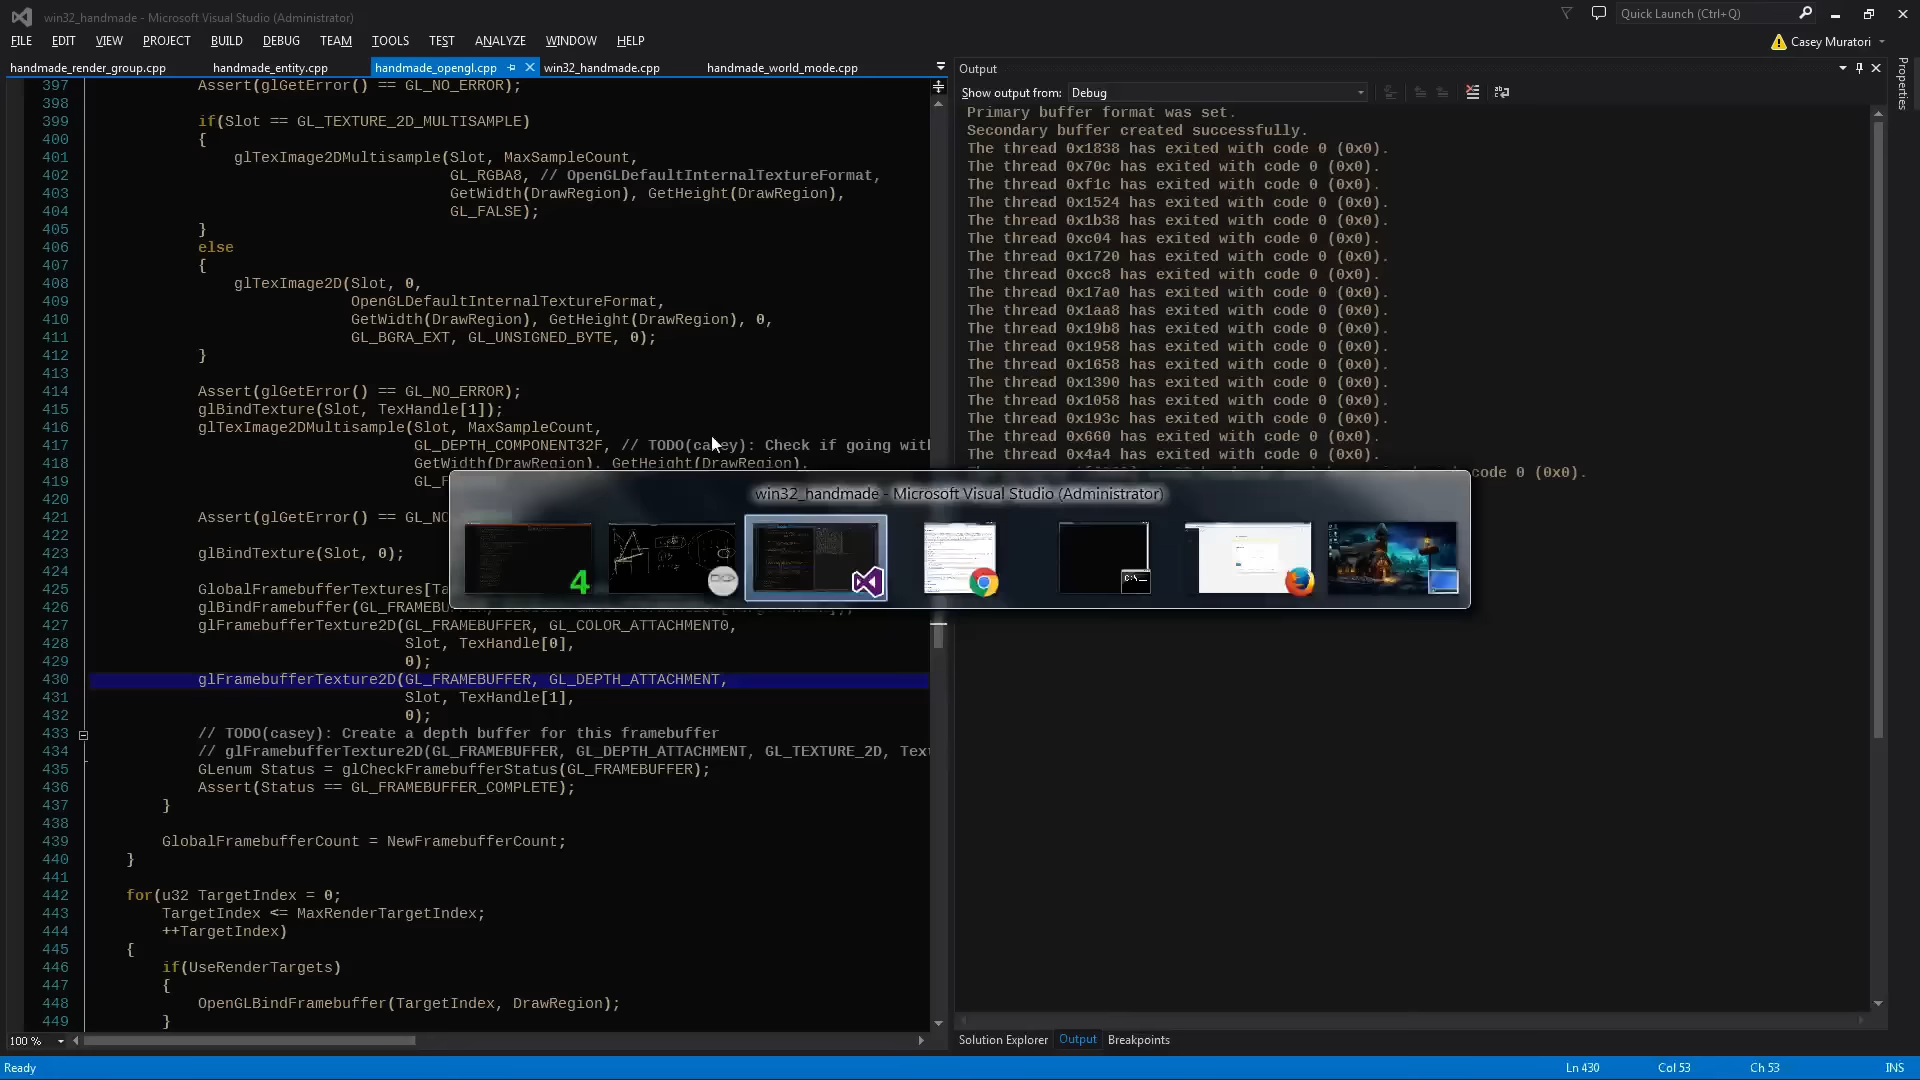 win32_handmade - Microsoft Visual Studio (Administrator)
Quick Launch (Ctrl+Q)
FILE EDIT VIEW PROJECT BUILD DEBUG TEAM TOOLS TEST ANALYZE WINDOW HELP
Casey Muratori
handmade_render_group.cpp handmade_entity.cpp handmade_opengl.cpp win32_handmade.cpp handmade_world_mode.cpp
397 Assert(glGetError() == GL_NO_ERROR);
398
399 if(Slot == GL_TEXTURE_2D_MULTISAMPLE)
400 {
401 glTexImage2DMultisample(Slot, MaxSampleCount,
402 GL_RGBA8, // OpenGLDefaultInternalTextureFormat,
403 GetWidth(DrawRegion), GetHeight(DrawRegion),
404 GL_FALSE);
405 }
406 else
407 {
408 glTexImage2D(Slot, 0,
409 OpenGLDefaultInternalTextureFormat,
410 GetWidth(DrawRegion), GetHeight(DrawRegion), 0,
411 GL_BGRA_EXT, GL_UNSIGNED_BYTE, 0);
412 }
413
414 Assert(glGetError() == GL_NO_ERROR);
415 glBindTexture(Slot, TexHandle[1]);
416 glTexImage2DMultisample(Slot, MaxSampleCount,
417 GL_DEPTH_COMPONENT32F, // TODO(casey): Check if going with
418 GetWidth(DrawRegion), GetHeight(DrawRegion),
419 GL_F
420
421 Assert(glGetError() == GL_NO
422
423 glBindTexture(Slot, 0);
424
425 GlobalFramebufferTextures[Ta
426 glBindFramebuffer(GL_FRAMEBU
427 glFramebufferTexture2D(GL_FRAMEBUFFER, GL_COLOR_ATTACHMENT0,
428 Slot, TexHandle[0],
429 0);
430 glFramebufferTexture2D(GL_FRAMEBUFFER, GL_DEPTH_ATTACHMENT,
431 Slot, TexHandle[1],
432 0);
433 // TODO(casey): Create a depth buffer for this framebuffer
434 // glFramebufferTexture2D(GL_FRAMEBUFFER, GL_DEPTH_ATTACHMENT, GL_TEXTURE_2D, Text
435 GLenum Status = glCheckFramebufferStatus(GL_FRAMEBUFFER);
436 Assert(Status == GL_FRAMEBUFFER_COMPLETE);
437 }
438
439 GlobalFramebufferCount = NewFramebufferCount;
440 }
441
442 for(u32 TargetIndex = 0;
443 TargetIndex <= MaxRenderTargetIndex;
444 ++TargetIndex)
445 {
446 if(UseRenderTargets)
447 {
448 OpenGLBindFramebuffer(TargetIndex, DrawRegion);
449 }
100 %
Output
Show output from: Debug
Primary buffer format was set.
Secondary buffer created successfully.
The thread 0x1838 has exited with code 0 (0x0).
The thread 0x70c has exited with code 0 (0x0).
The thread 0xf1c has exited with code 0 (0x0).
The thread 0x1524 has exited with code 0 (0x0).
The thread 0x1b38 has exited with code 0 (0x0).
The thread 0xc04 has exited with code 0 (0x0).
The thread 0x1720 has exited with code 0 (0x0).
The thread 0xcc8 has exited with code 0 (0x0).
The thread 0x17a0 has exited with code 0 (0x0).
The thread 0x1aa8 has exited with code 0 (0x0).
The thread 0x19b8 has exited with code 0 (0x0).
The thread 0x1958 has exited with code 0 (0x0).
The thread 0x1658 has exited with code 0 (0x0).
The thread 0x1390 has exited with code 0 (0x0).
The thread 0x1058 has exited with code 0 (0x0).
The thread 0x193c has exited with code 0 (0x0).
The thread 0x660 has exited with code 0 (0x0).
The thread 0x4a4 has exited with code 0 (0x0).
code 0 (0x0).
win32_handmade - Microsoft Visual Studio (Administrator)
4
C:\_
Properties
Solution Explorer Output Breakpoints
Ready
Ln 430 Col 53 Ch 53 INS